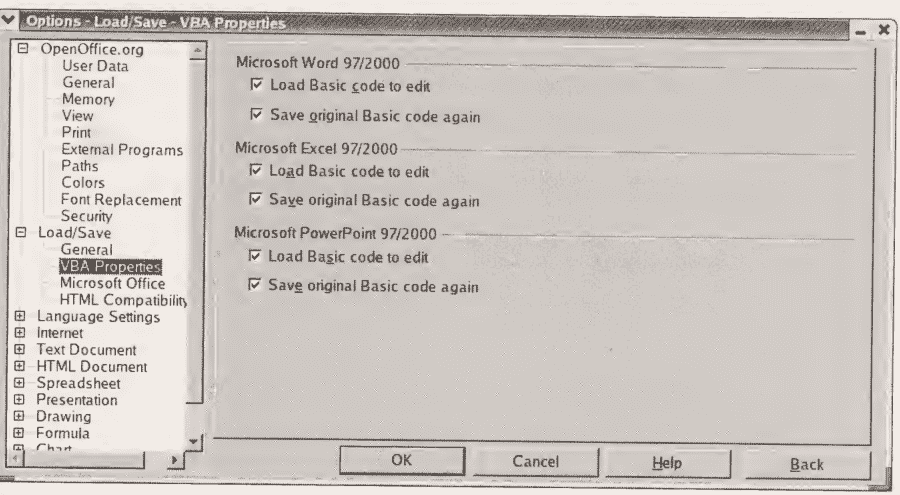 Options - Load/Save - VBA Properties
OpenOffice.org
User Data
General
Memory
View
Print
External Programs
Paths
Colors
Font Replacement
Security
Load/Save
General
VBA Properties
Microsoft Office
HTML Compatibility
Language Settings
Internet
Text Document
HTML Document
Spreadsheet
Presentation
Drawing
Formula
Chart
Microsoft Word 97/2000
Load Basic code to edit
Save original Basic code again
Microsoft Excel 97/2000
Load Basic code to edit
Save original Basic code again
Microsoft PowerPoint 97/2000
Load Basic code to edit
Save original Basic code again
OK
Cancel
Help
Back